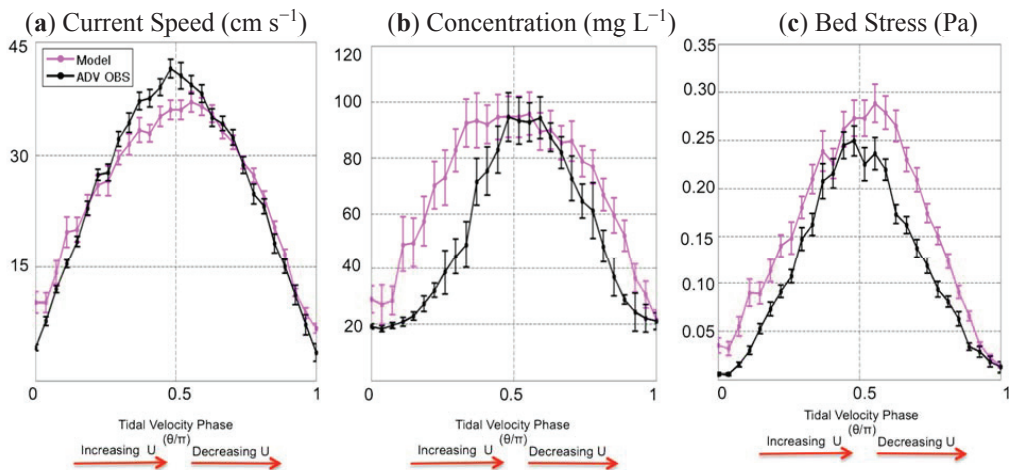 (a) Current Speed (cm s⁻¹)
45
30
15
0
0.5
1
Model
ADV OBS
Tidal Velocity Phase
(θ/π)
Increasing U
Decreasing U
(b) Concentration (mg L⁻¹)
120
100
80
60
40
20
0
0.5
1
Tidal Velocity Phase
(θ/π)
Increasing U
Decreasing U
(c) Bed Stress (Pa)
0.35
0.30
0.25
0.20
0.15
0.10
0.05
0
0.5
1
Tidal Velocity Phase
(θ/π)
Increasing U
Decreasing U